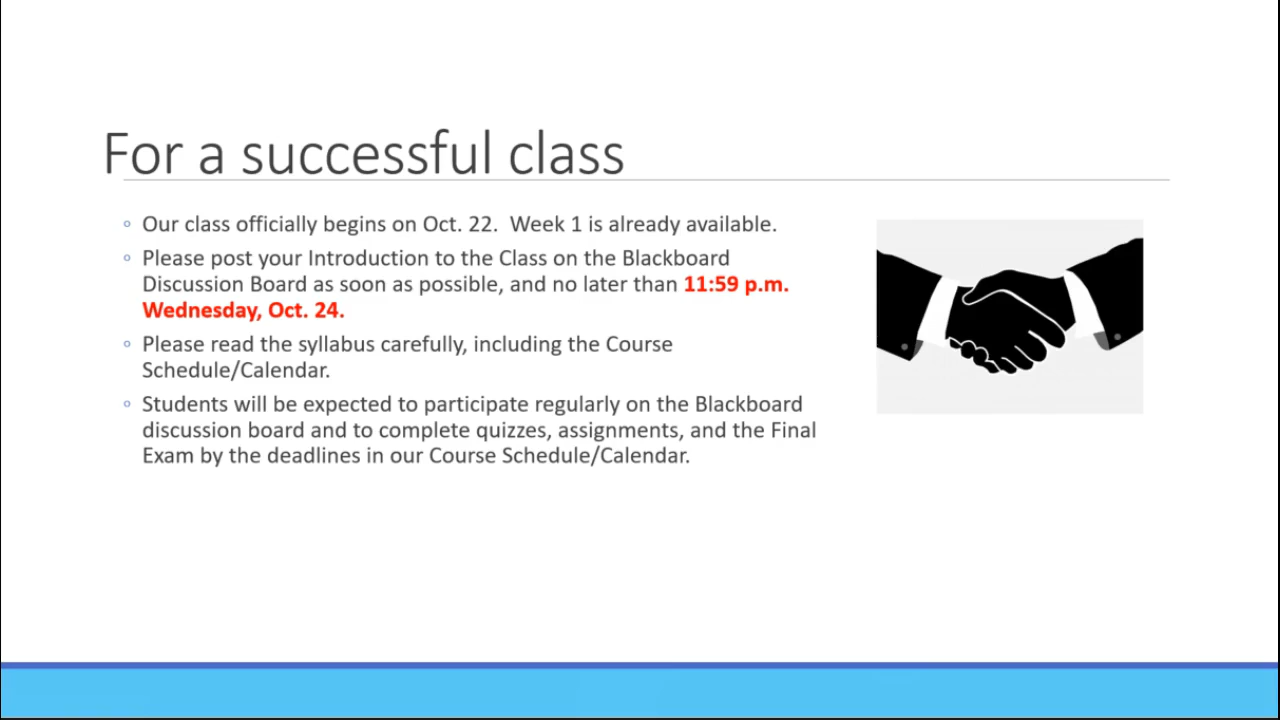 For a successful class
◦ Our class officially begins on Oct. 22.  Week 1 is already available.
◦ Please post your Introduction to the Class on the Blackboard
Discussion Board as soon as possible, and no later than 11:59 p.m.
Wednesday, Oct. 24.
◦ Please read the syllabus carefully, including the Course
Schedule/Calendar.
◦ Students will be expected to participate regularly on the Blackboard
discussion board and to complete quizzes, assignments, and the Final
Exam by the deadlines in our Course Schedule/Calendar.